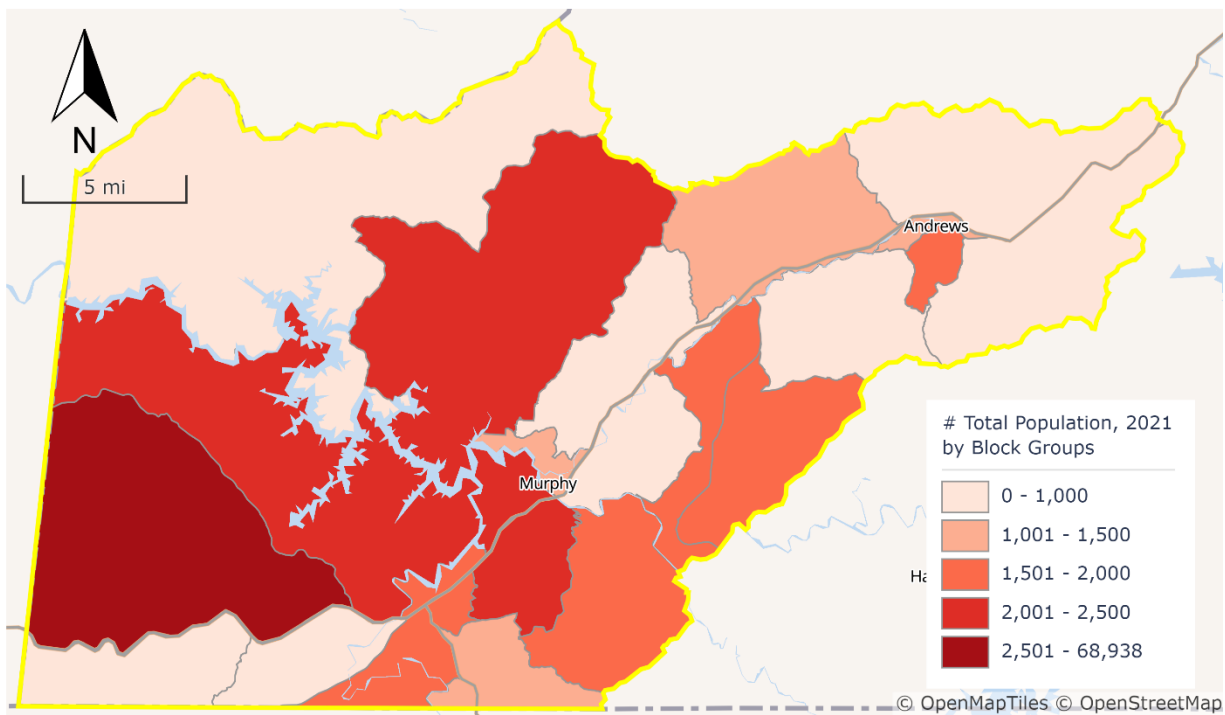 N
5 mi
Andrews
Murphy
Ha
# Total Population, 2021
by Block Groups
0 - 1,000
1,001 - 1,500
1,501 - 2,000
2,001 - 2,500
2,501 - 68,938
© OpenMapTiles © OpenStreetMap